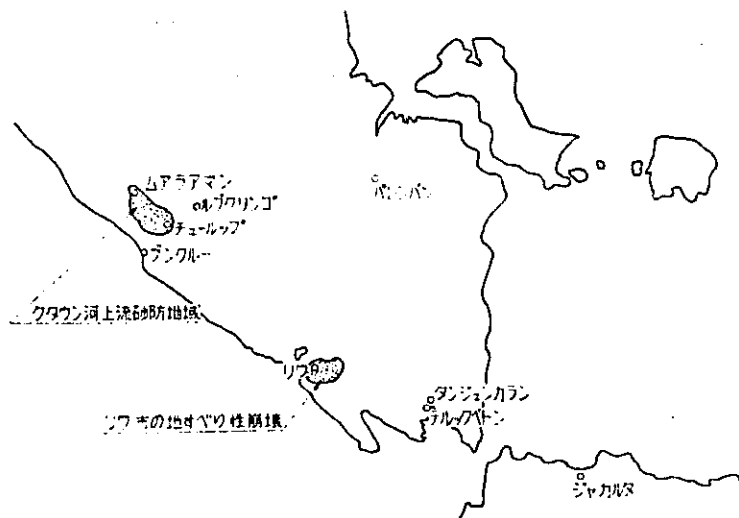 ムアラアマン
ルブクリンゴ
チュールップ
ブンクルー
パレンバン
クタウン河上流砂防地域
リワ
リワ市の地すべり性崩壊
タンジュンカラン
テルックベトン
ジャカルタ